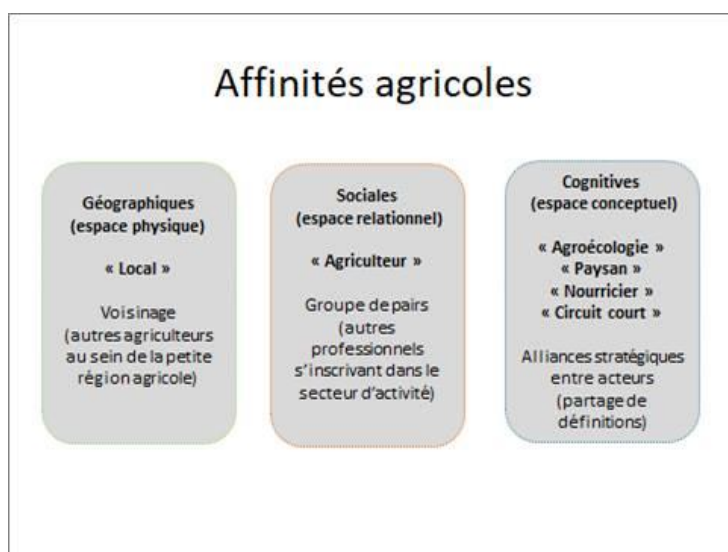 Affinités agricoles
Géographiques
(espace physique)
« Local »
Voisinage
(autres agriculteurs
au sein de la petite
région agricole)
Sociales
(espace relationnel)
« Agriculteur »
Groupe de pairs
(autres
professionnels
s'inscrivant dans le
secteur d'activité)
Cognitives
(espace conceptuel)
« Agroécologie »
« Paysan »
« Nourricier »
« Circuit court »
Alliances stratégiques
entre acteurs
(partage de
définitions)